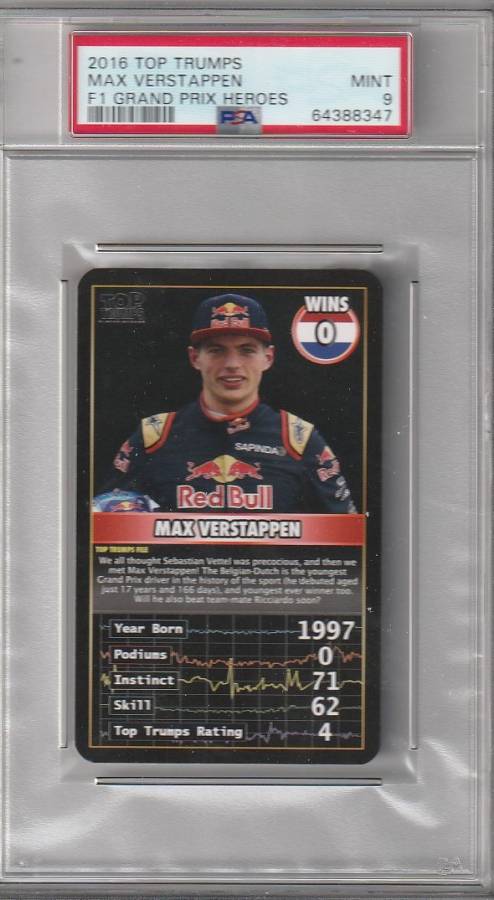 2016 TOP TRUMPS
MAX VERSTAPPEN MINT
F1 GRAND PRIX HEROES 9
PSA 64388347
TOP
TRUMPS
WINS
0
Red Bull
SAPINDA
Red Bull
MAX VERSTAPPEN
TOP TRUMPS FILE
We all thought Sebastian Vettel was precocious, and then we
met Max Verstappen! The Belgian-Dutch is the youngest
Grand Prix driver in the history of the sport (he debuted aged
just 17 years and 166 days), and youngest ever winner too.
Will he also beat team-mate Ricciardo soon?
Year Born 1997
Podiums 0
Instinct 71
Skill 62
Top Trumps Rating 4